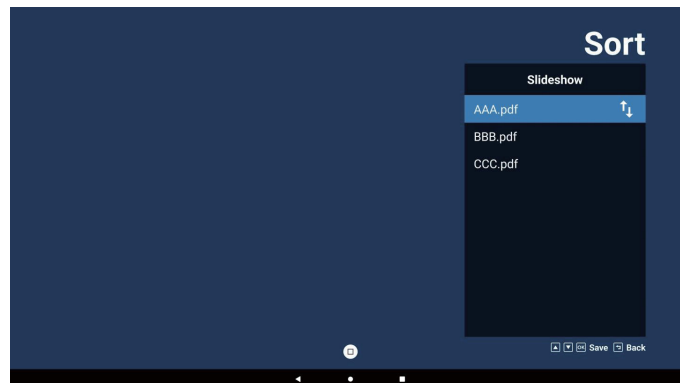 Sort
Slideshow
AAA.pdf
BBB.pdf
CCC.pdf
OK Save Back